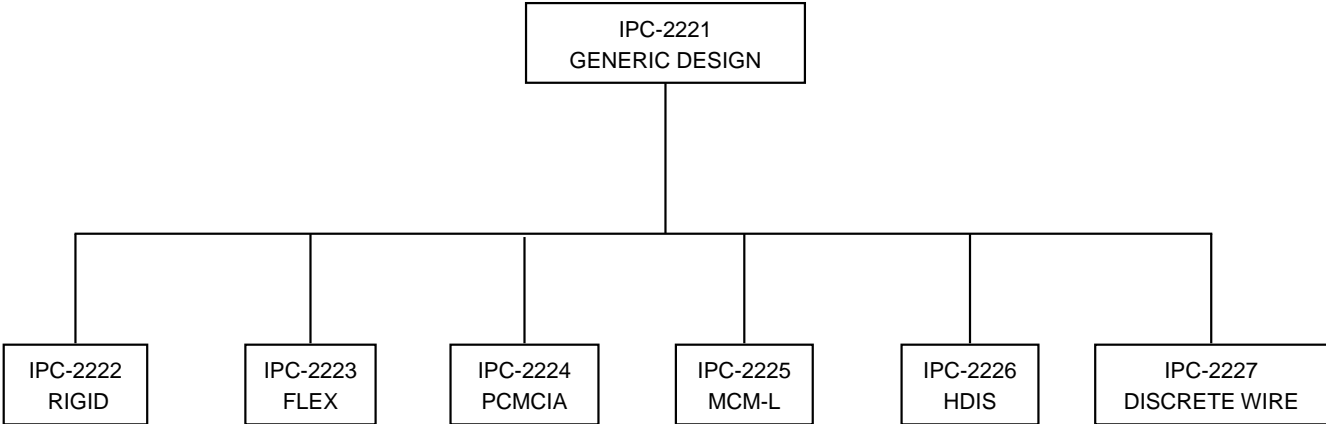 IPC-2221
GENERIC DESIGN
IPC-2222
RIGID
IPC-2223
FLEX
IPC-2224
PCMCIA
IPC-2225
MCM-L
IPC-2226
HDIS
IPC-2227
DISCRETE WIRE